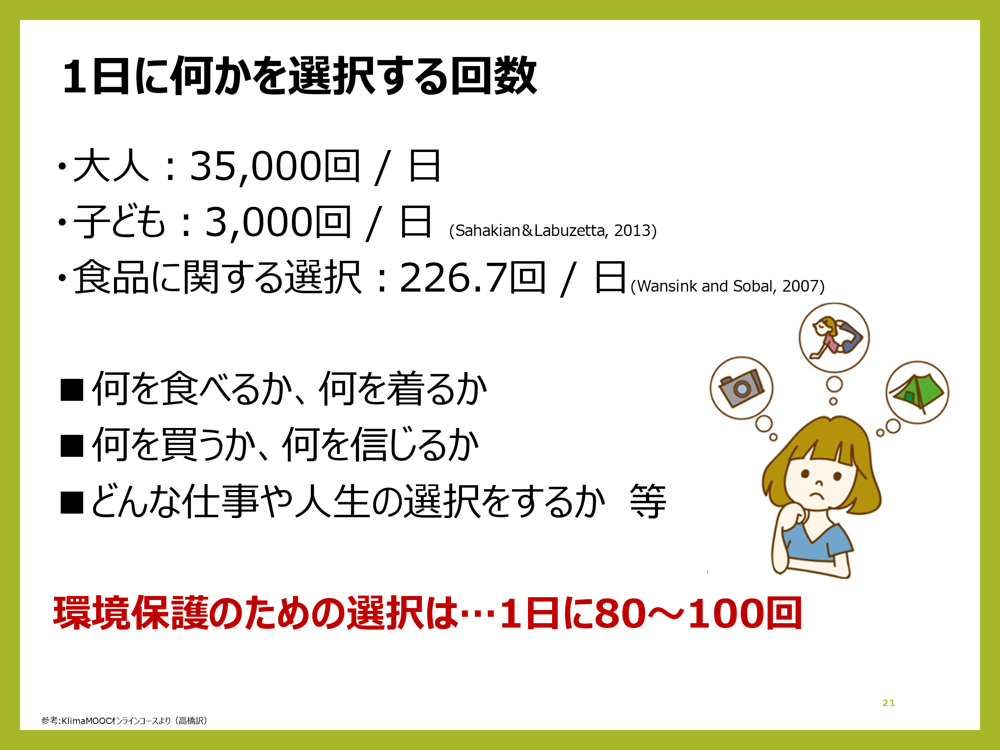 1日に何かを選択する回数
・大人：35,000回 / 日
・子ども：3,000回 / 日 (Sahakian＆Labuzetta, 2013)
・食品に関する選択：226.7回 / 日(Wansink and Sobal, 2007)
■ 何を食べるか、何を着るか
■ 何を買うか、何を信じるか
■ どんな仕事や人生の選択をするか　等
環境保護のための選択は…1日に80～100回
21
参考:KlimaMOOCオンラインコースより（高橋訳）